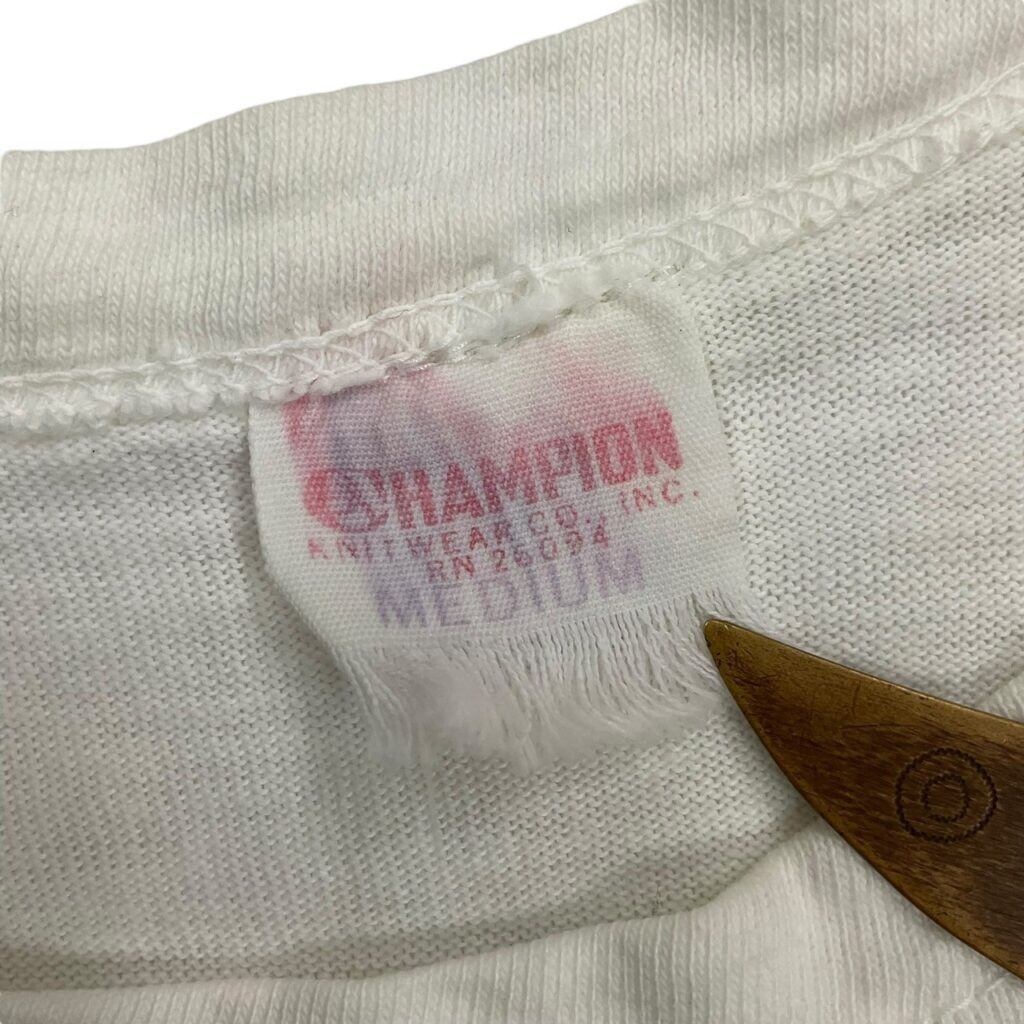 CHAMPION
KNITWEAR CO., INC.
RN 26094
MEDIUM